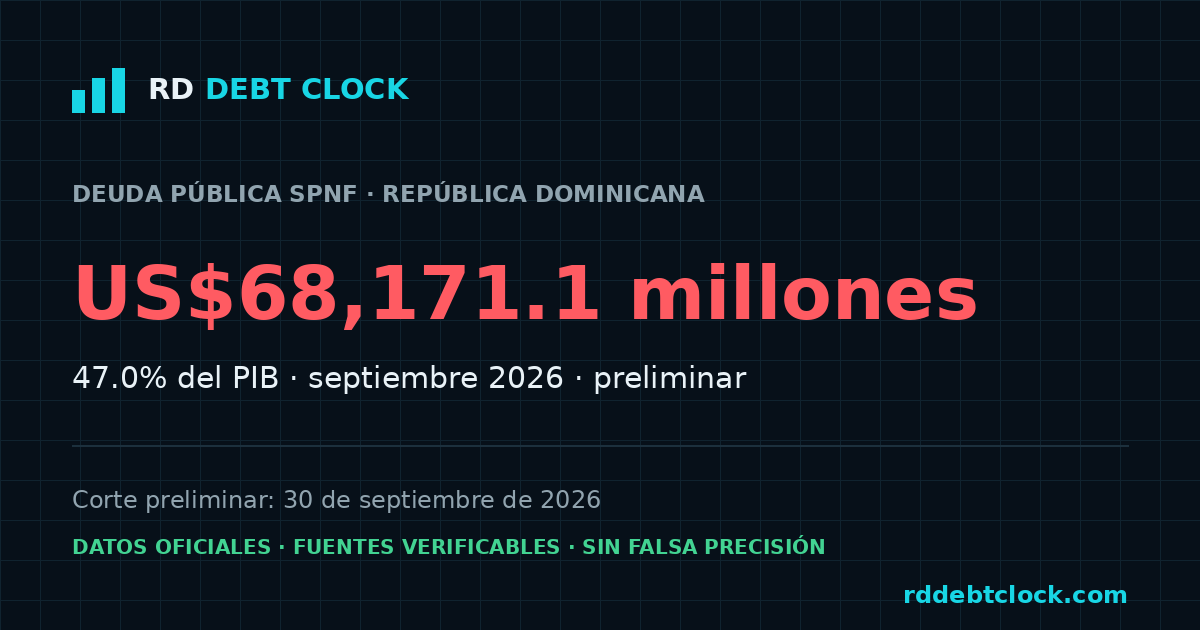 RD DEBT CLOCK
DEUDA PÚBLICA SPNF · REPÚBLICA DOMINICANA
US$68,171.1 millones
47.0% del PIB · septiembre 2026 · preliminar
Corte preliminar: 30 de septiembre de 2026
DATOS OFICIALES · FUENTES VERIFICABLES · SIN FALSA PRECISIÓN
rddebtclock.com